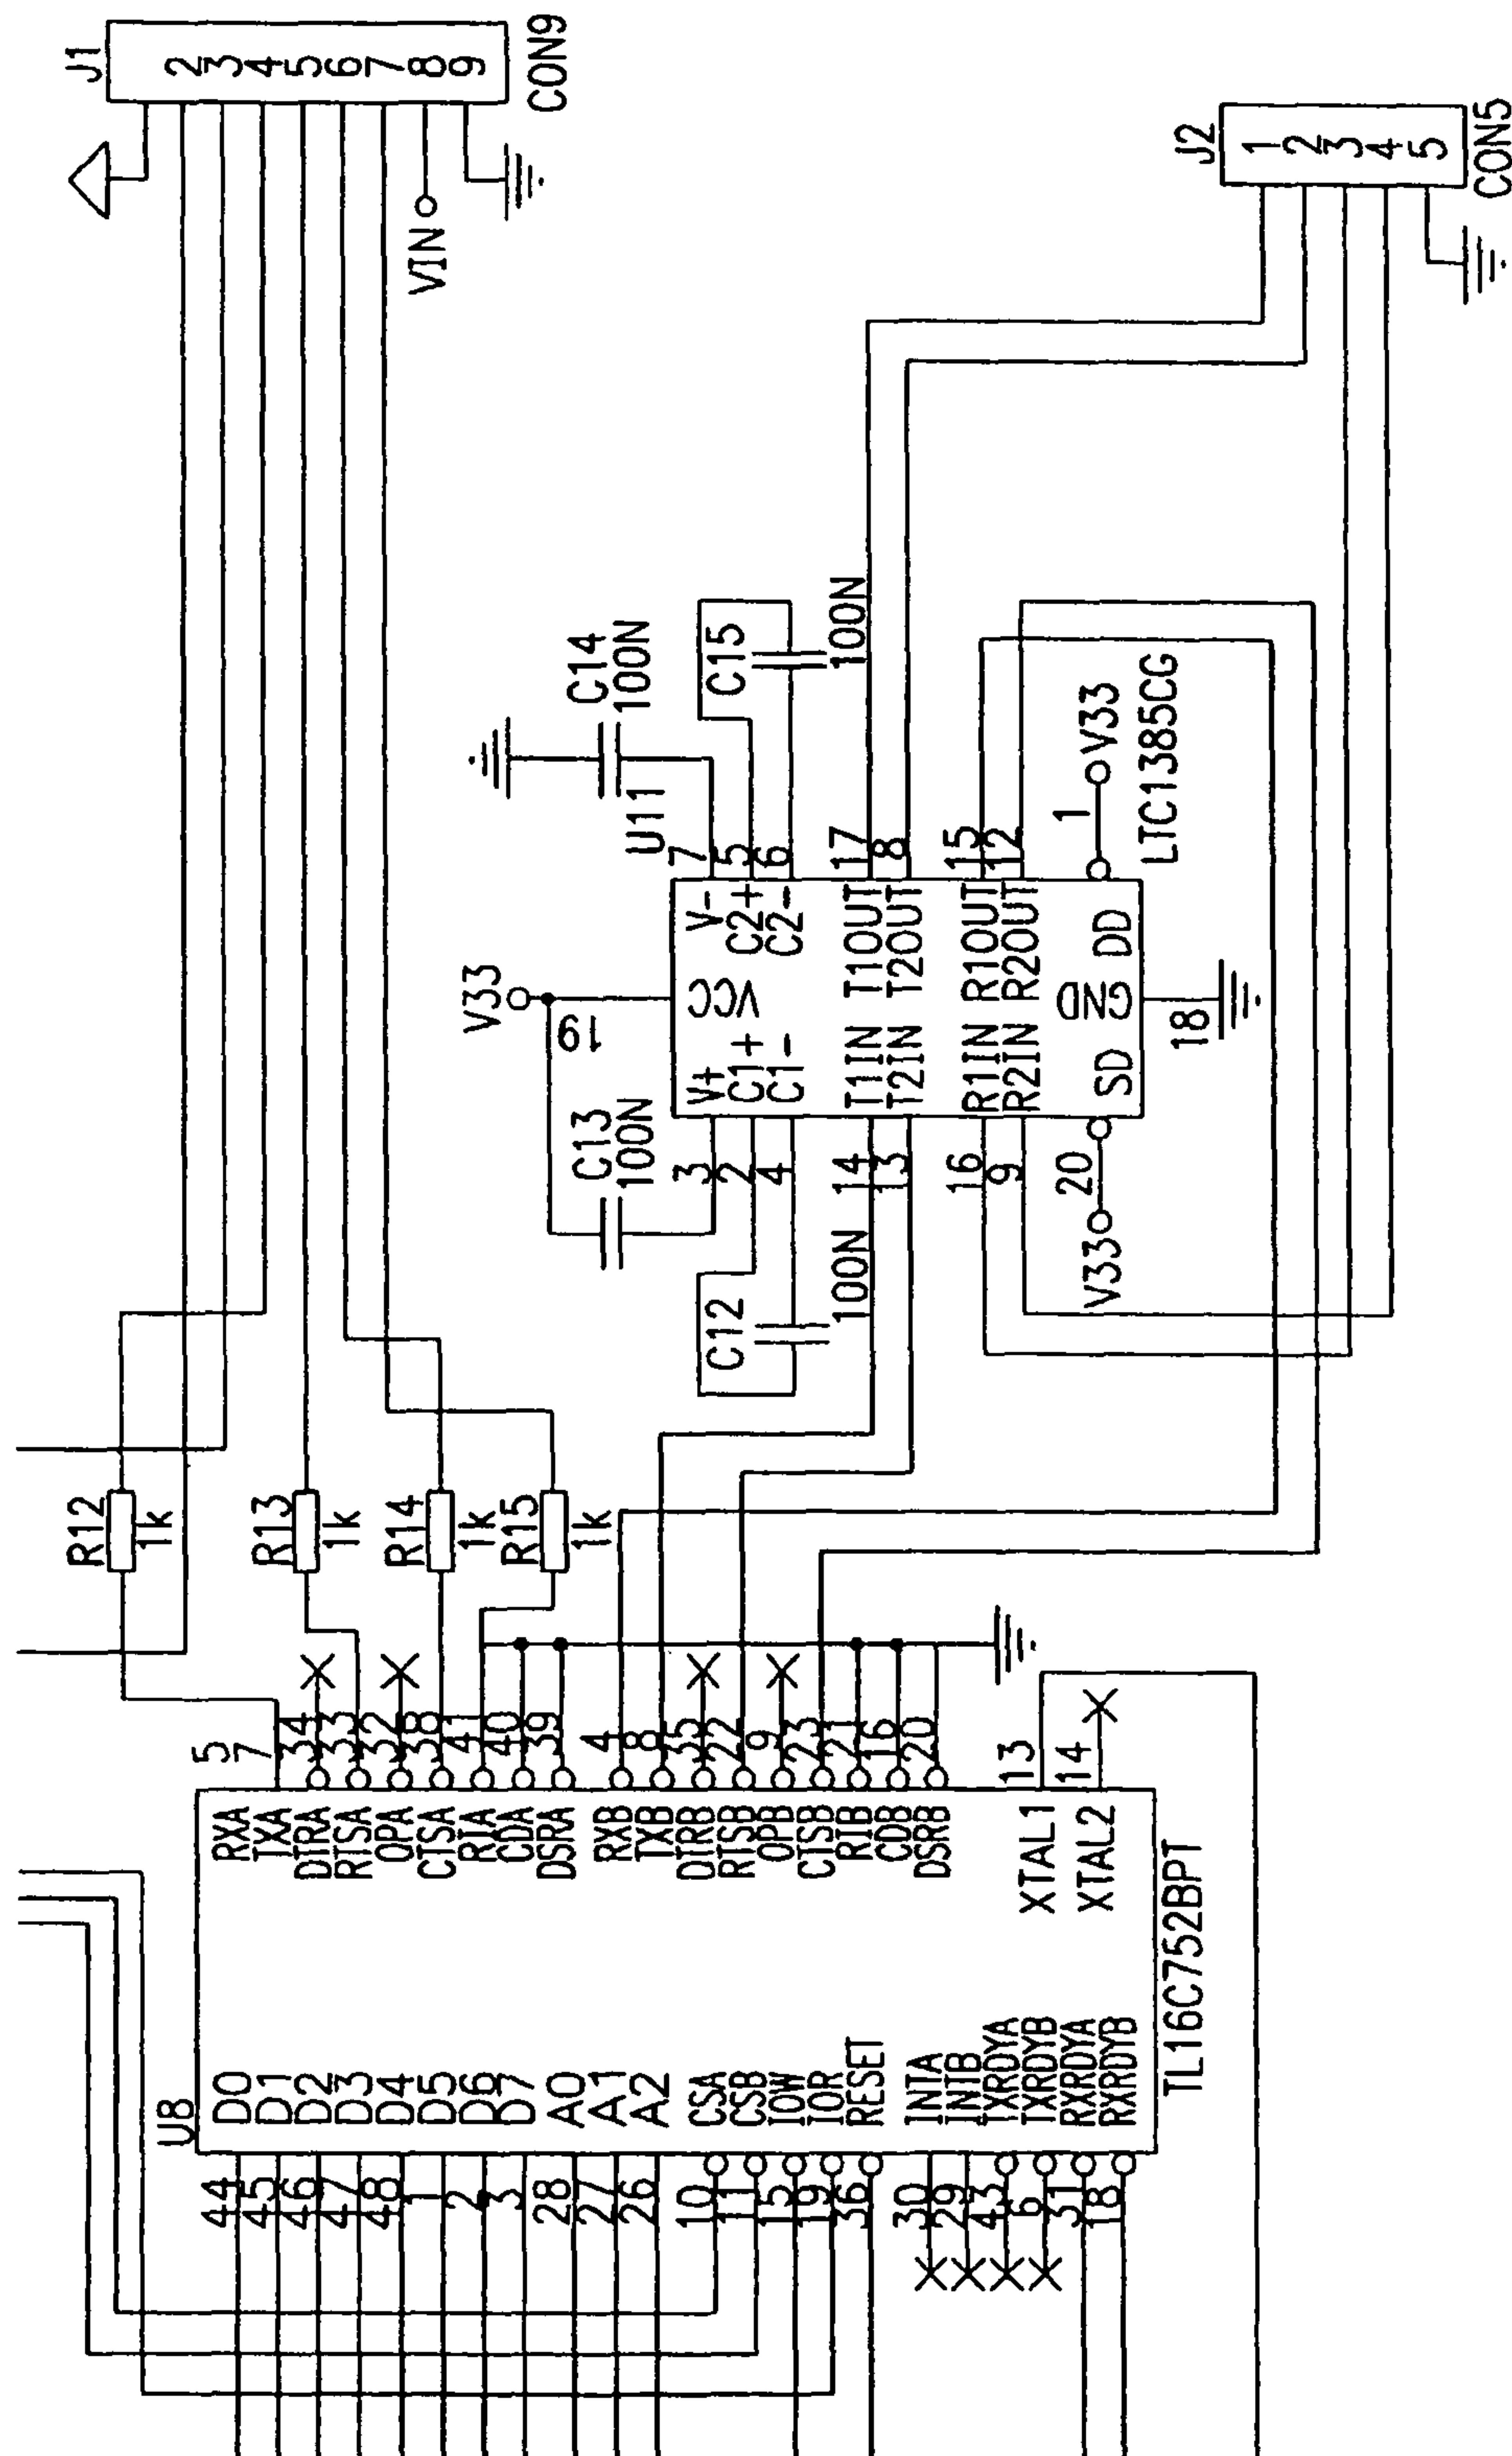 J1
2
3
4
5
6
7
8
9
CON9
VIN
J2
1
2
3
4
5
CON5
C14
100N
C15
100N
U11
7
5
6
17
8
15
12
1
V33
LTC1385CG
V33
19
V-
C2+
C2-
VCC
T1OUT
T2OUT
R1OUT
R2OUT
DD
GND
18
V+
C1+
C1-
T1IN
T2IN
R1IN
R2IN
SD
C13
100N
3
2
4
14
13
16
9
20
V33
C12
100N
R12
1k
R13
1k
R14
1k
R15
1k
5
7
34
33
32
38
41
40
39
4
8
35
22
9
23
21
16
20
13
14
RXA
TXA
DTRA
RTSA
OPA
CTSA
RIA
CDA
DSRA
RXB
TXB
DTRB
RTSB
OPB
CTSB
RIB
CDB
DSRB
XTAL1
XTAL2
TL16C752BPT
U8
D0
D1
D2
D3
D4
D5
D6
D7
A0
A1
A2
CSA
CSB
IOW
IOR
RESET
INTA
INTB
TXRDYA
TXRDYB
RXRDYA
RXRDYB
44
45
46
47
48
1
2
3
28
27
26
10
11
15
19
36
30
29
43
6
31
18